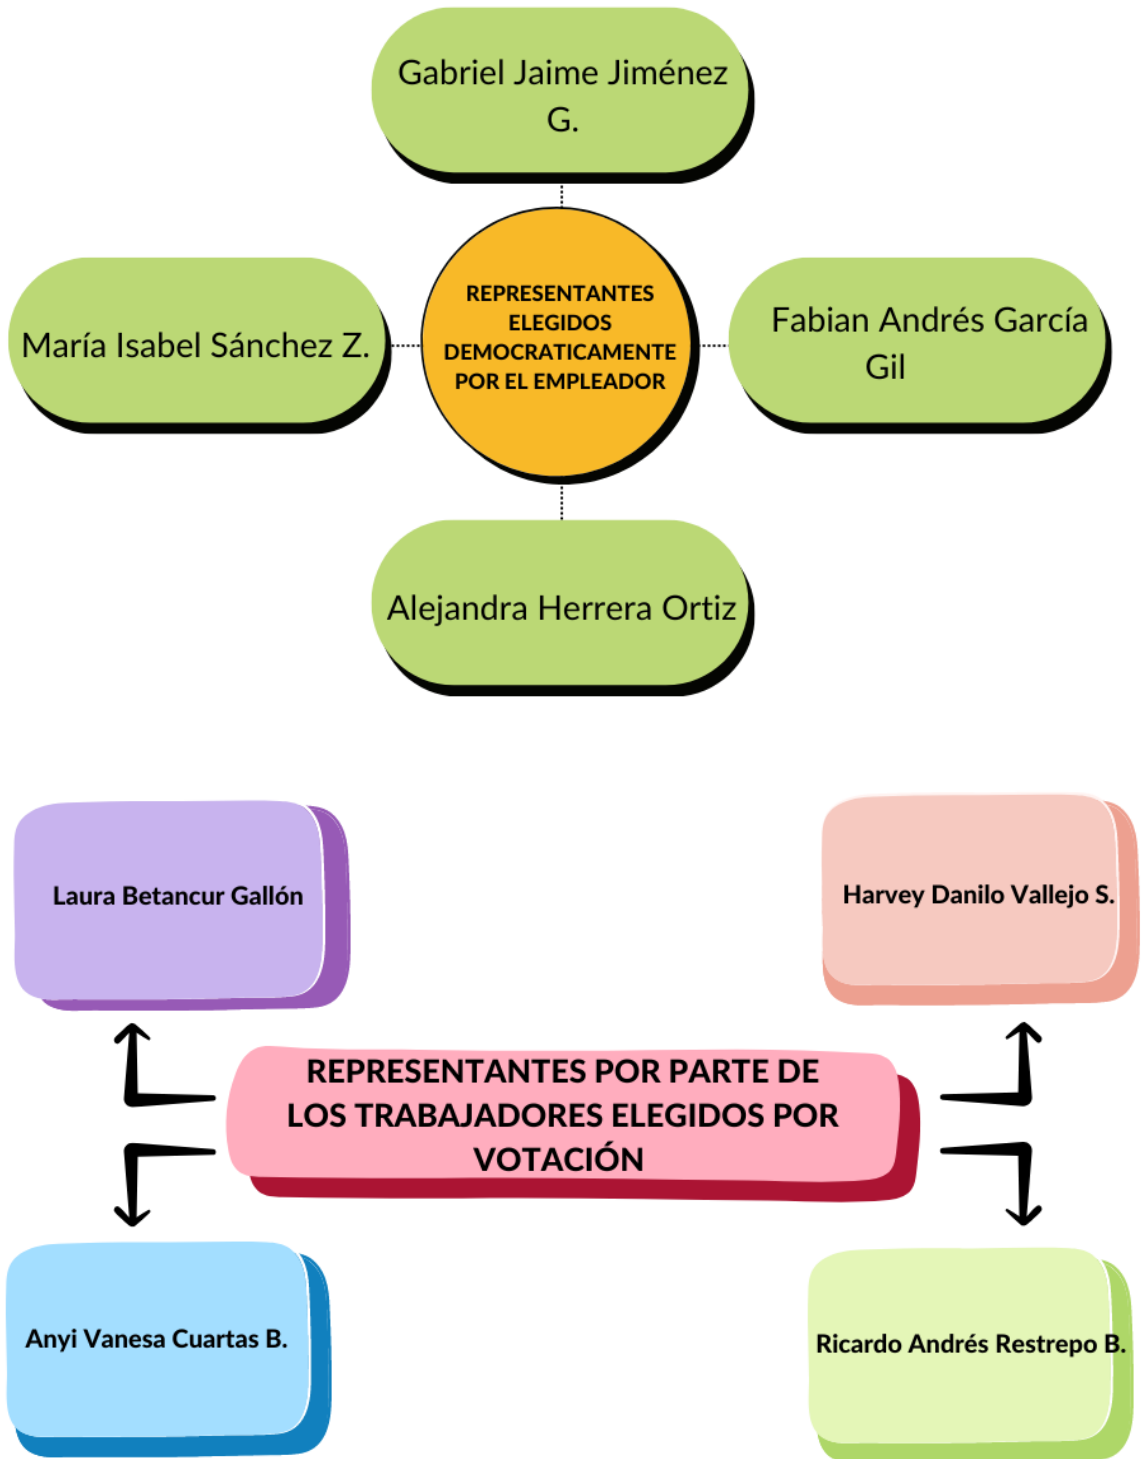 Gabriel Jaime Jiménez
G.
REPRESENTANTES
ELEGIDOS
DEMOCRATICAMENTE
POR EL EMPLEADOR
María Isabel Sánchez Z.
Fabian Andrés García
Gil
Alejandra Herrera Ortiz
Laura Betancur Gallón
Harvey Danilo Vallejo S.
REPRESENTANTES POR PARTE DE
LOS TRABAJADORES ELEGIDOS POR
VOTACIÓN
Anyi Vanesa Cuartas B.
Ricardo Andrés Restrepo B.